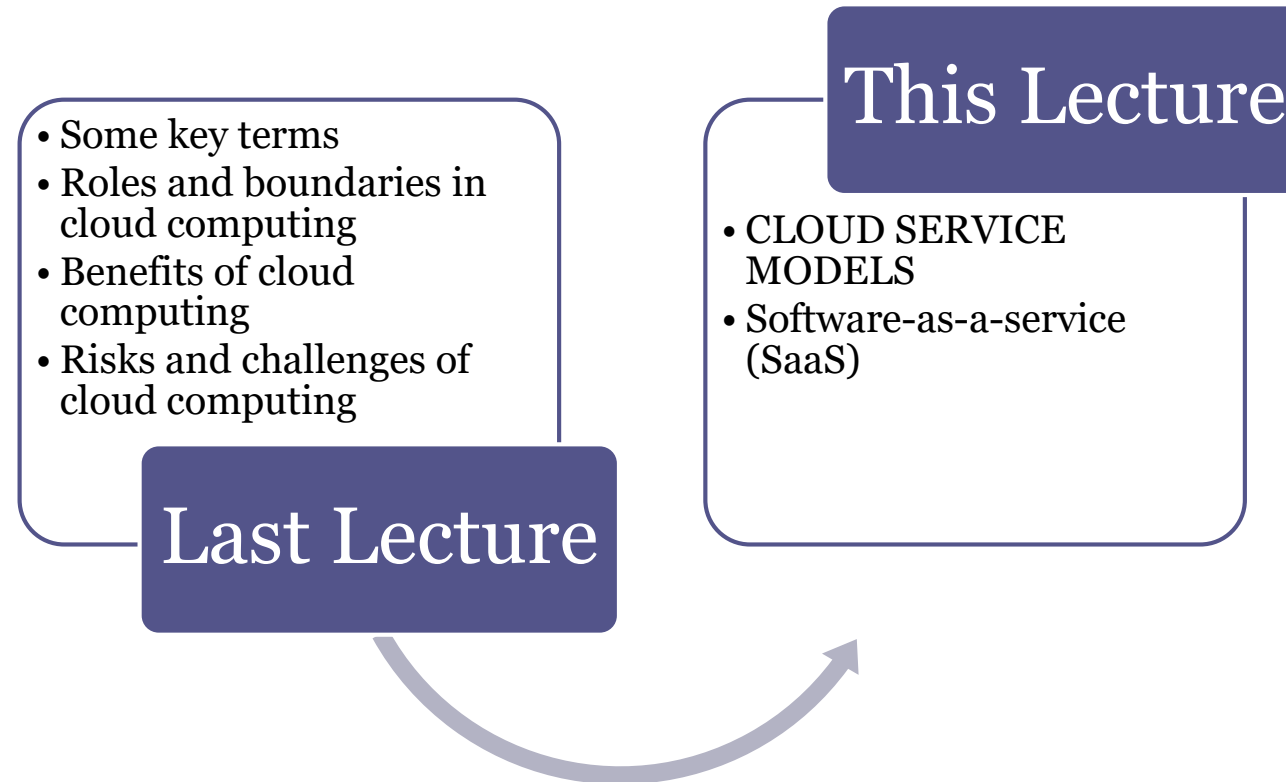 • Some key terms
• Roles and boundaries in
cloud computing
• Benefits of cloud
computing
• Risks and challenges of
cloud computing
Last Lecture
This Lecture
• CLOUD SERVICE
MODELS
• Software-as-a-service
(SaaS)